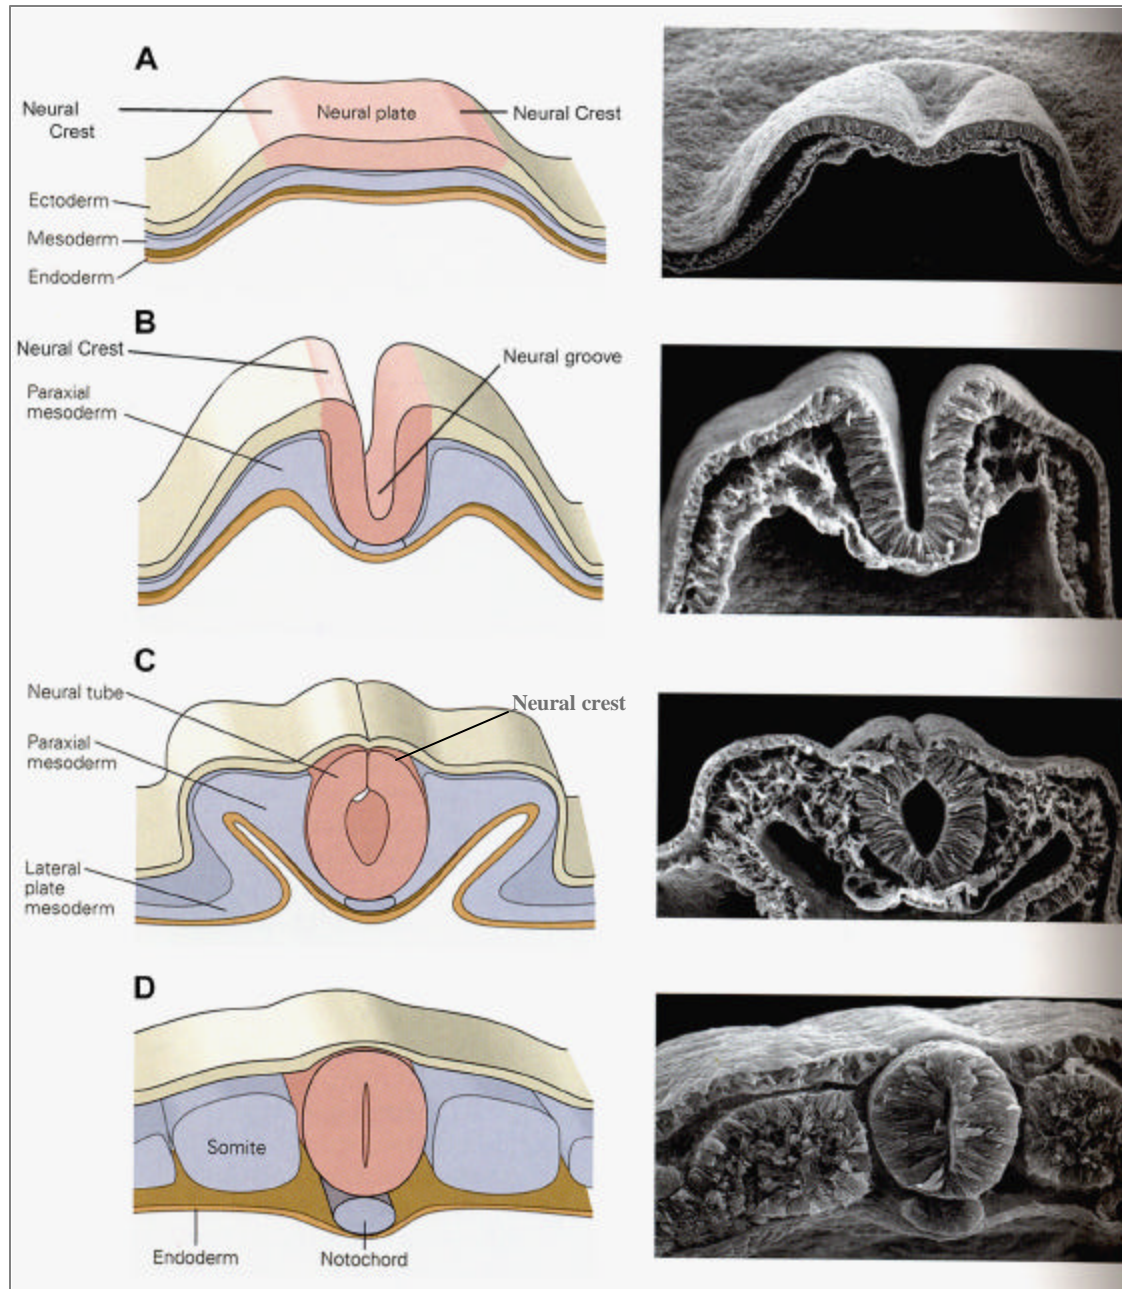 A
Neural
Crest
Neural plate
Neural Crest
Ectoderm
Mesoderm
Endoderm
B
Neural Crest
Neural groove
Paraxial
mesoderm
C
Neural tube
Neural crest
Paraxial
mesoderm
Lateral
plate
mesoderm
D
Somite
Endoderm
Notochord